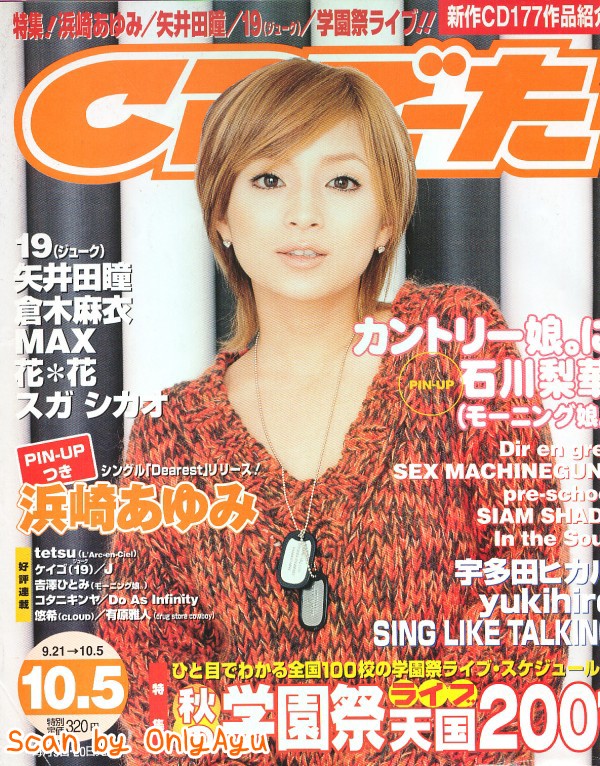 特集!浜崎あゆみ/矢井田瞳/19(ジューク)/学園祭ライブ!!
新作CD177作品紹介
CDでーた
19(ジューク)
矢井田瞳
倉木麻衣
MAX
花*花
スガ シカオ
カントリー娘。に
PIN-UP
石川梨華
(モーニング娘。
PIN-UP
つき
シングル「Dearest」リリース!
浜崎あゆみ
Dir en gre
SEX MACHINEGUN
pre-schoo
SIAM SHAD
In the Sou
宇多田ヒカル
yukihiro
SING LIKE TALKING
好評連載
tetsu(L'Arc-en-Ciel)
ケイゴ(19)/J
吉澤ひとみ(モーニング娘。)
コタニキンヤ/Do As Infinity
悠希(CLOUD)/有原雅人(drug store cowboy)
9.21→10.5
10.5
特別定価320円
ひと目でわかる全国100校の学園祭ライブ・スケジュール
特集
秋の学園祭ライブ天国200
Scan by OnlyAyu